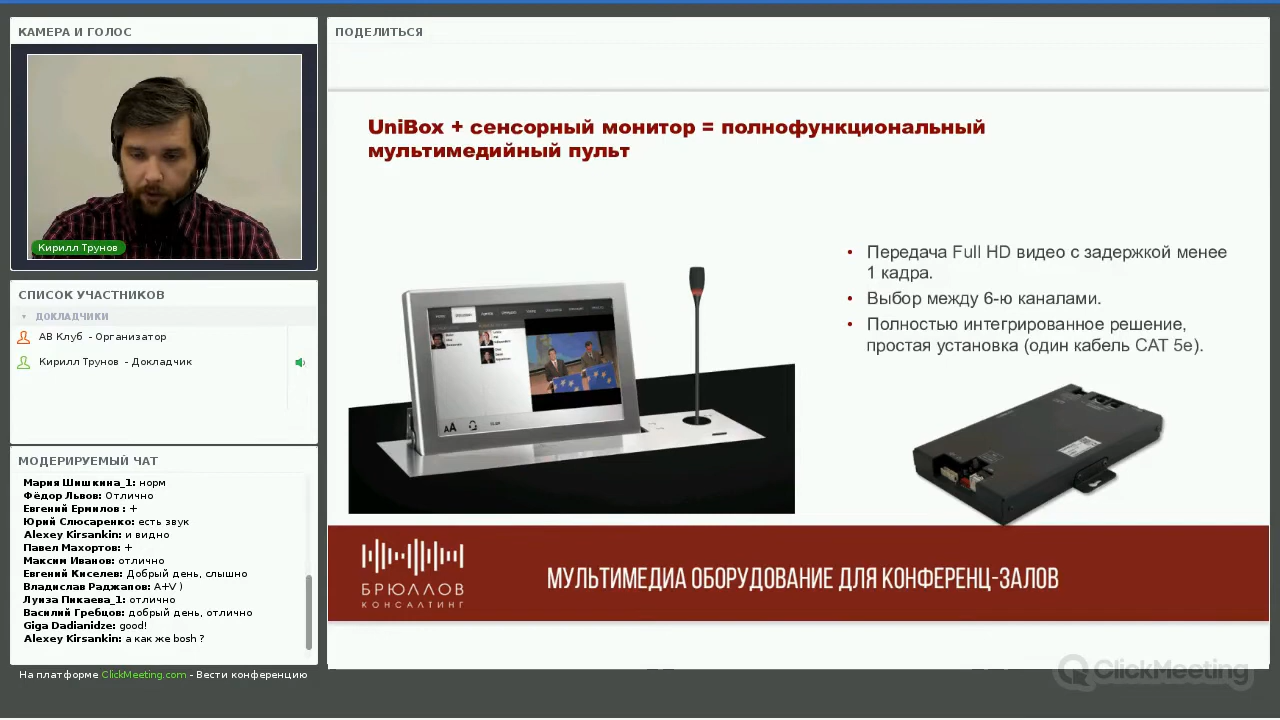 КАМЕРА И ГОЛОС
Кирилл Трунов
СПИСОК УЧАСТНИКОВ
ДОКЛАДЧИКИ
АВ Клуб - Организатор
Кирилл Трунов - Докладчик
МОДЕРИРУЕМЫЙ ЧАТ
Мария Шишкина_1: норм
Фёдор Львов: Отлично
Евгений Ермилов : +
Юрий Слюсаренко: есть звук
Alexey Kirsankin: и видно
Павел Махортов: +
Максим Иванов: отлично
Евгений Киселев: Добрый день, слышно
Владислав Раджапов: A+V )
Луиза Пикаева_1: отлично
Василий Гребцов: добрый день, отлично
Giga Dadianidze: good!
Alexey Kirsankin: а как же bosh ?
На платформе ClickMeeting.com - Вести конференцию
ПОДЕЛИТЬСЯ
UniBox + сенсорный монитор = полнофункциональный
мультимедийный пульт
• Передача Full HD видео с задержкой менее
1 кадра.
• Выбор между 6-ю каналами.
• Полностью интегрированное решение,
простая установка (один кабель CAT 5e).
БРЮЛЛОВ
КОНСАЛТИНГ
МУЛЬТИМЕДИА ОБОРУДОВАНИЕ ДЛЯ КОНФЕРЕНЦ-ЗАЛОВ
ClickMeeting